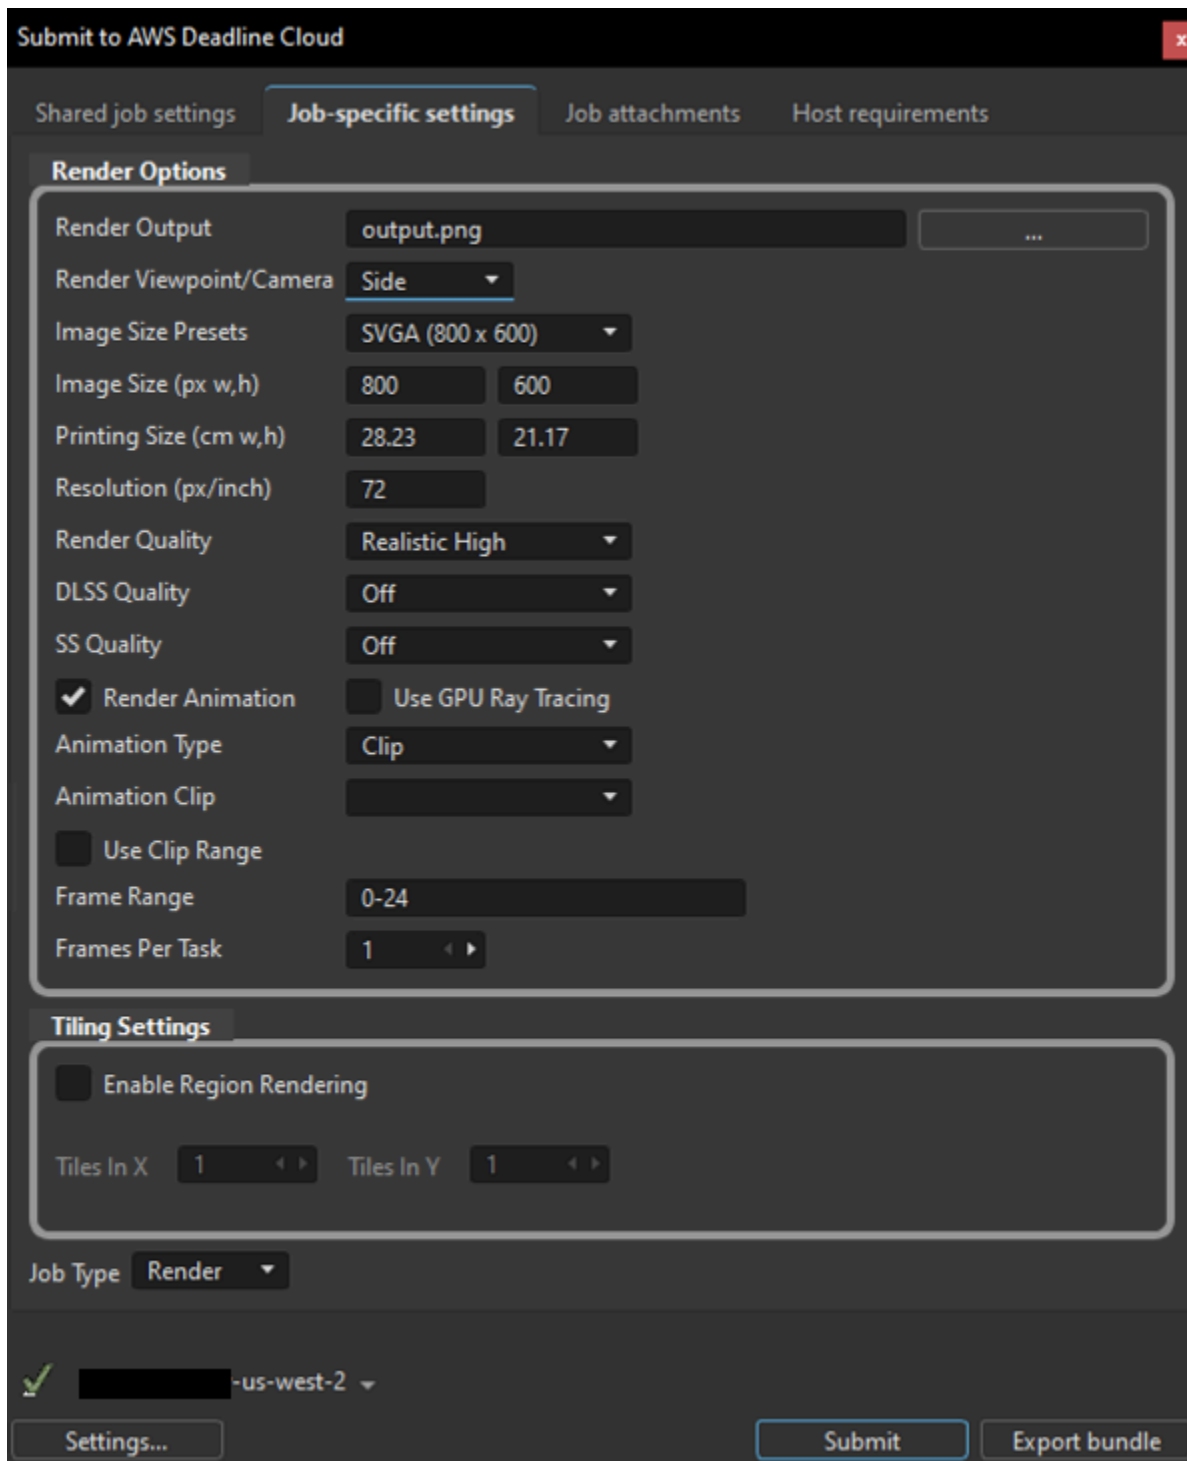 Submit to AWS Deadline Cloud x
Shared job settings Job-specific settings Job attachments Host requirements
Render Options
Render Output output.png ...
Render Viewpoint/Camera Side
Image Size Presets SVGA (800 x 600)
Image Size (px w,h) 800 600
Printing Size (cm w,h) 28.23 21.17
Resolution (px/inch) 72
Render Quality Realistic High
DLSS Quality Off
SS Quality Off
Render Animation Use GPU Ray Tracing
Animation Type Clip
Animation Clip
Use Clip Range
Frame Range 0-24
Frames Per Task 1
Tiling Settings
Enable Region Rendering
Tiles In X 1 Tiles In Y 1
Job Type Render
-us-west-2
Settings... Submit Export bundle